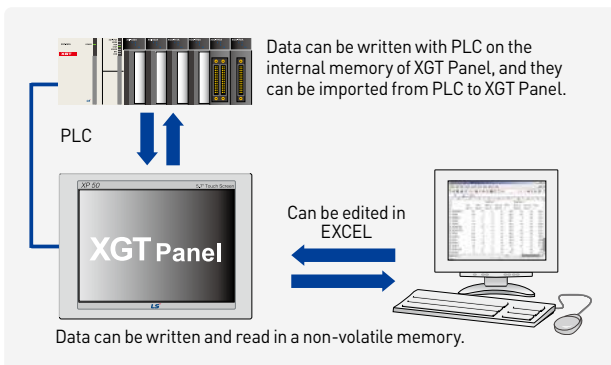 XGT
Data can be written with PLC on the
internal memory of XGT Panel, and they
can be imported from PLC to XGT Panel.
PLC
XP 50
5.7" Touch Screen
XGT Panel
LS
Can be edited in
EXCEL
Data can be written and read in a non-volatile memory.